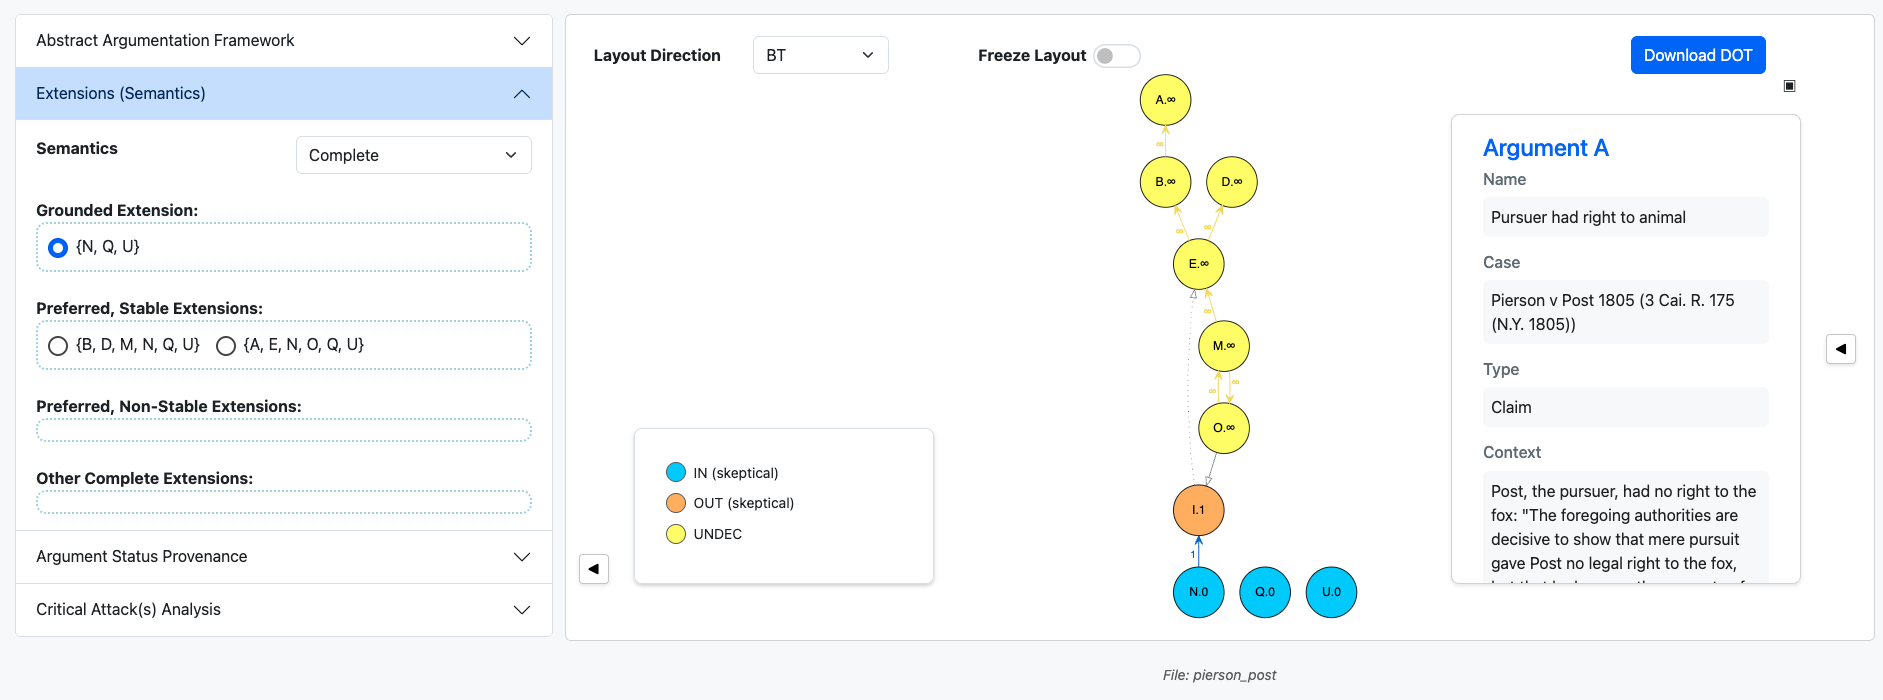 Abstract Argumentation Framework
Extensions (Semantics)
Semantics
Complete
Grounded Extension:
{N, Q, U}
Preferred, Stable Extensions:
{B, D, M, N, Q, U}
{A, E, N, O, Q, U}
Preferred, Non-Stable Extensions:
Other Complete Extensions:
Argument Status Provenance
Critical Attack(s) Analysis
Layout Direction
BT
Freeze Layout
Download DOT
A.∞
∞
B.∞
D.∞
∞
∞
E.∞
∞
M.∞
∞
∞
O.∞
I.1
1
N.0
Q.0
U.0
IN (skeptical)
OUT (skeptical)
UNDEC
Argument A
Name
Pursuer had right to animal
Case
Pierson v Post 1805 (3 Cai. R. 175
(N.Y. 1805))
Type
Claim
Context
Post, the pursuer, had no right to the
fox: "The foregoing authorities are
decisive to show that mere pursuit
gave Post no legal right to the fox,
File: pierson_post